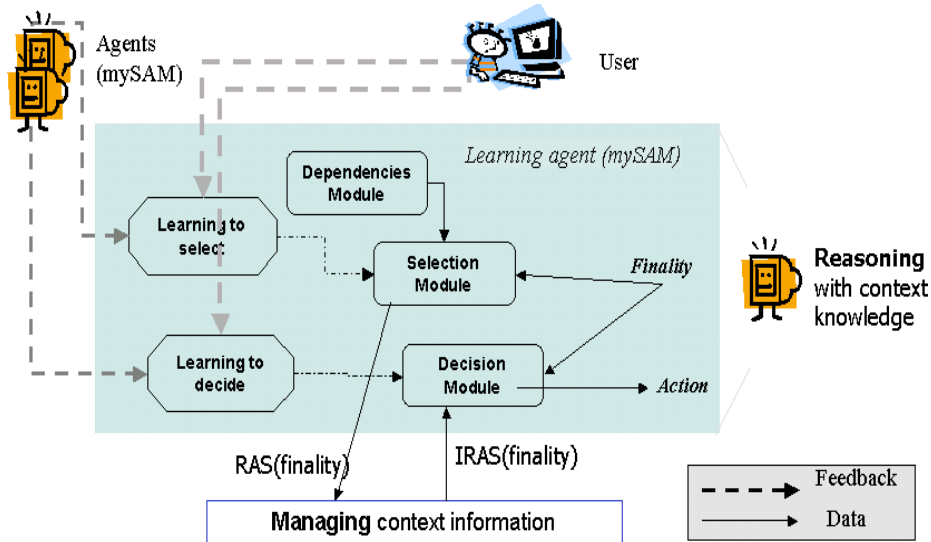 Agents
(mySAM)
User
Learning agent (mySAM)
Dependencies
Module
Learning to
select
Selection
Module
Finality
Reasoning
with context
knowledge
Learning to
decide
Decision
Module
Action
RAS(finality)
IRAS(finality)
Managing context information
Feedback
Data